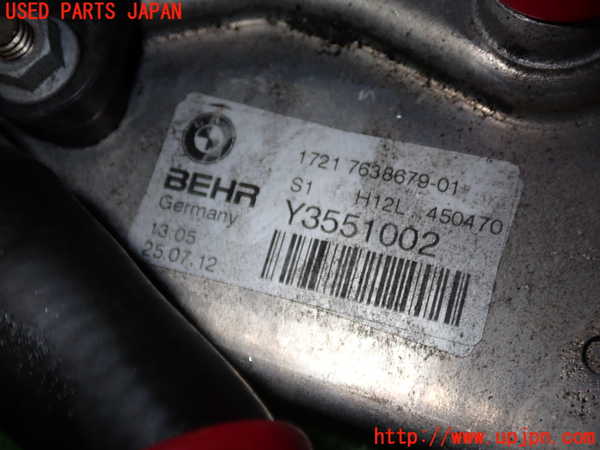 USED PARTS JAPAN
1721 7638679-01
BEHR
S1 H12L 450470
Germany
Y3551002
13:05
25.07.12
http://www.upjpn.com